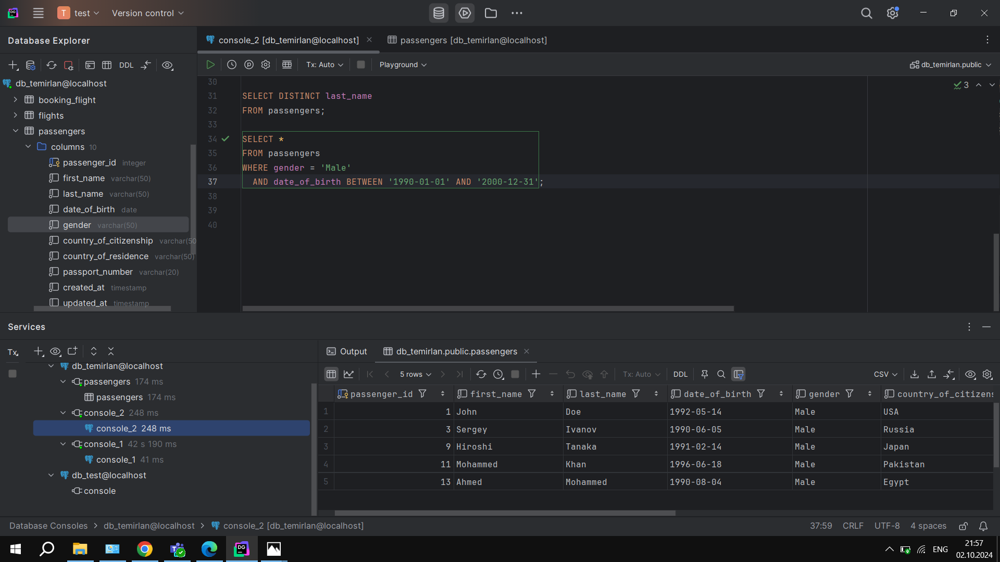 T test Version control
Database Explorer
console_2 [db_temirlan@localhost]
passengers [db_temirlan@localhost]
DDL
Tx: Auto
Playground
db_temirlan.public
db_temirlan@localhost
booking_flight
flights
passengers
columns 10
passenger_id integer
first_name varchar(50)
last_name varchar(50)
date_of_birth date
gender varchar(50)
country_of_citizenship varchar(50
country_of_residence varchar(50)
passport_number varchar(20)
created_at timestamp
updated_at timestamp
3
30
31 SELECT DISTINCT last_name
32 FROM passengers;
33
34 SELECT *
35 FROM passengers
36 WHERE gender = 'Male'
37 AND date_of_birth BETWEEN '1990-01-01' AND '2000-12-31';
38
39
40
Services
Tx
db_temirlan@localhost
passengers 174 ms
passengers 174 ms
console_2 248 ms
console_2 248 ms
console_1 42 s 190 ms
console_1 41 ms
db_test@localhost
console
Output
db_temirlan.public.passengers
5 rows
Tx: Auto
DDL
CSV
passenger_id first_name last_name date_of_birth gender country_of_citizens
1 1 John Doe 1992-05-14 Male USA
2 3 Sergey Ivanov 1990-06-05 Male Russia
3 9 Hiroshi Tanaka 1991-02-14 Male Japan
4 11 Mohammed Khan 1996-06-18 Male Pakistan
5 13 Ahmed Mohammed 1990-08-04 Male Egypt
Database Consoles > db_temirlan@localhost > console_2 [db_temirlan@localhost]
37:59 CRLF UTF-8 4 spaces
DG
ENG
21:57
02.10.2024